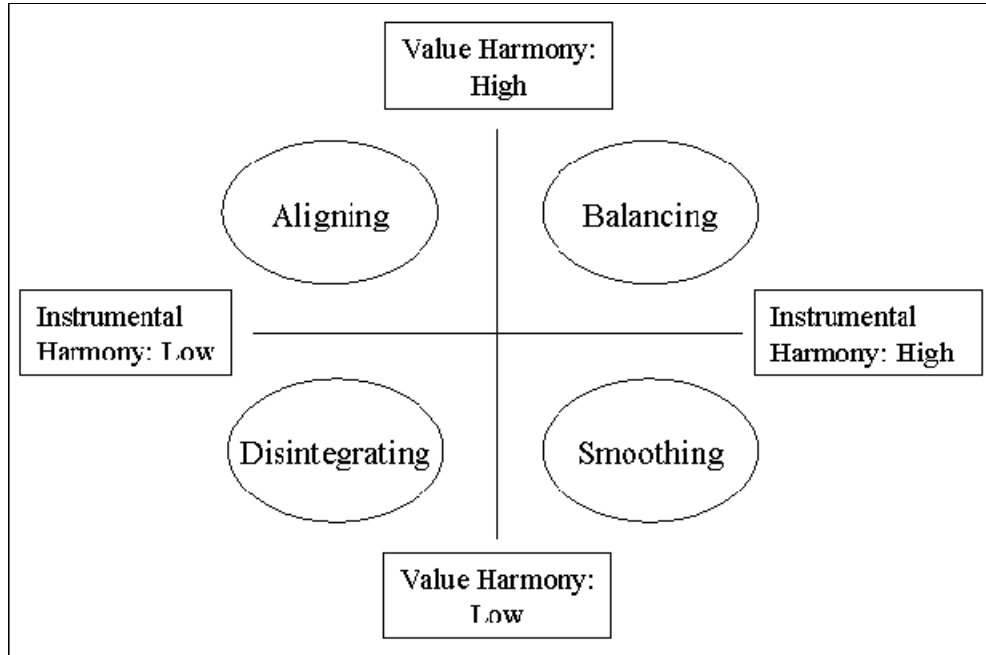 Value Harmony:
High
Aligning
Balancing
Instrumental
Harmony: Low
Instrumental
Harmony: High
Disintegrating
Smoothing
Value Harmony:
Low